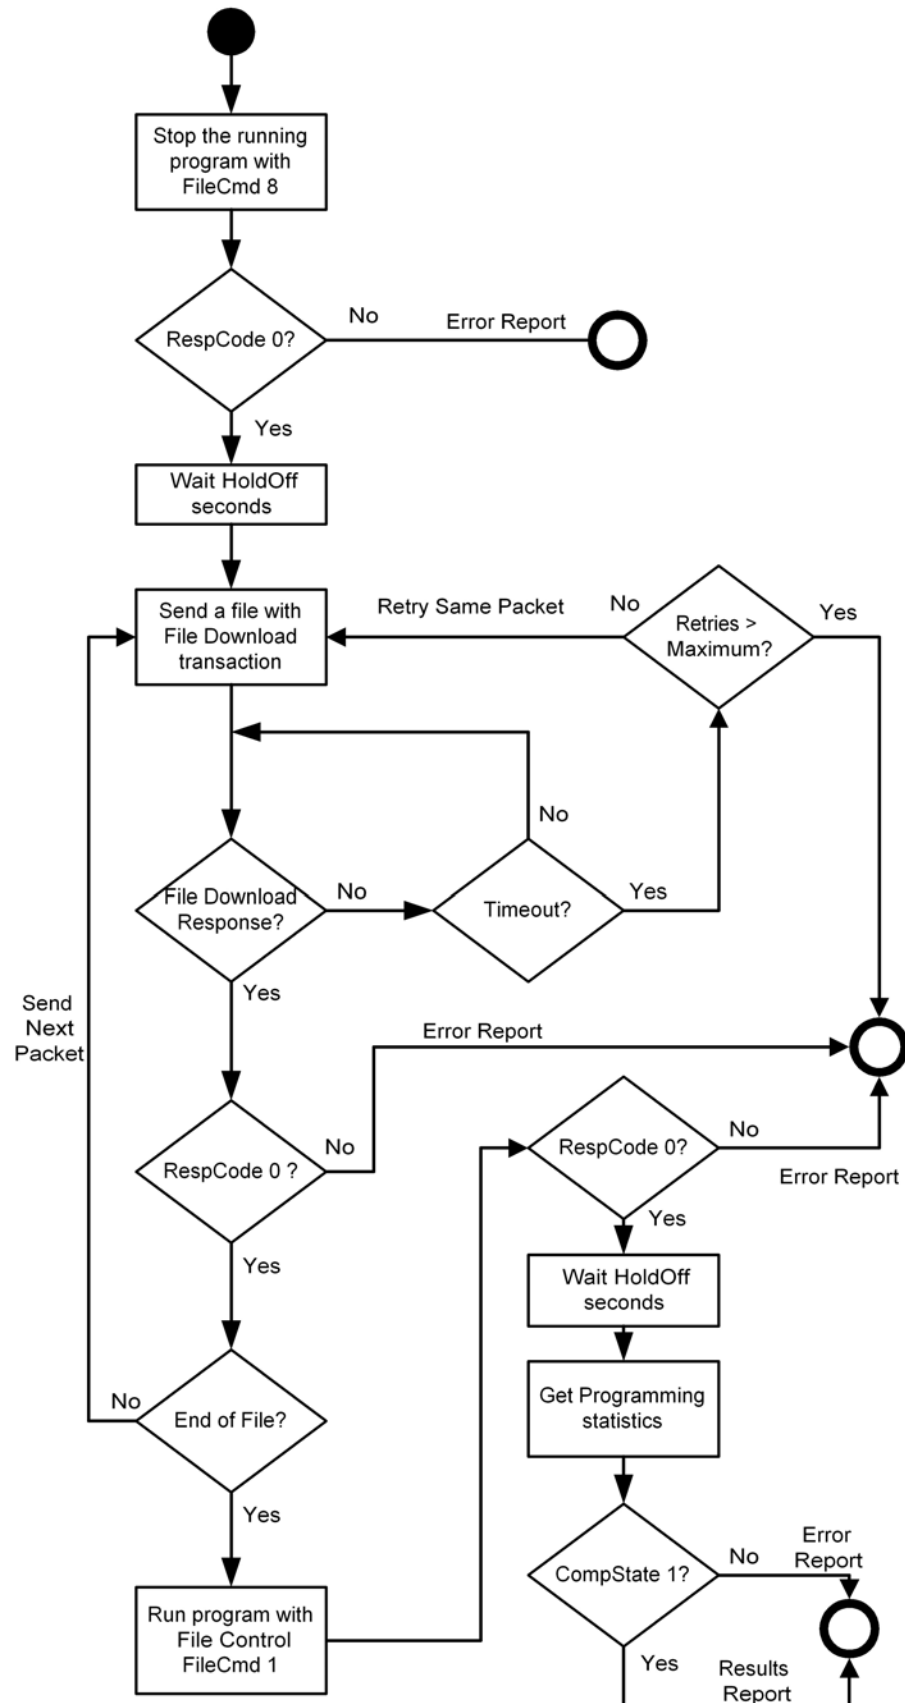 Stop the running
program with
FileCmd 8
RespCode 0?
No
Error Report
Yes
Wait HoldOff
seconds
Send a file with
File Download
transaction
Retry Same Packet
No
Retries >
Maximum?
Yes
No
File Download
Response?
No
Timeout?
Yes
Yes
Send
Next
Packet
Error Report
RespCode 0 ?
No
RespCode 0?
No
Error Report
Yes
Yes
Wait HoldOff
seconds
Get Programming
statistics
No
End of File?
Yes
CompState 1?
No
Error
Report
Run program with
File Control
FileCmd 1
Yes
Results
Report